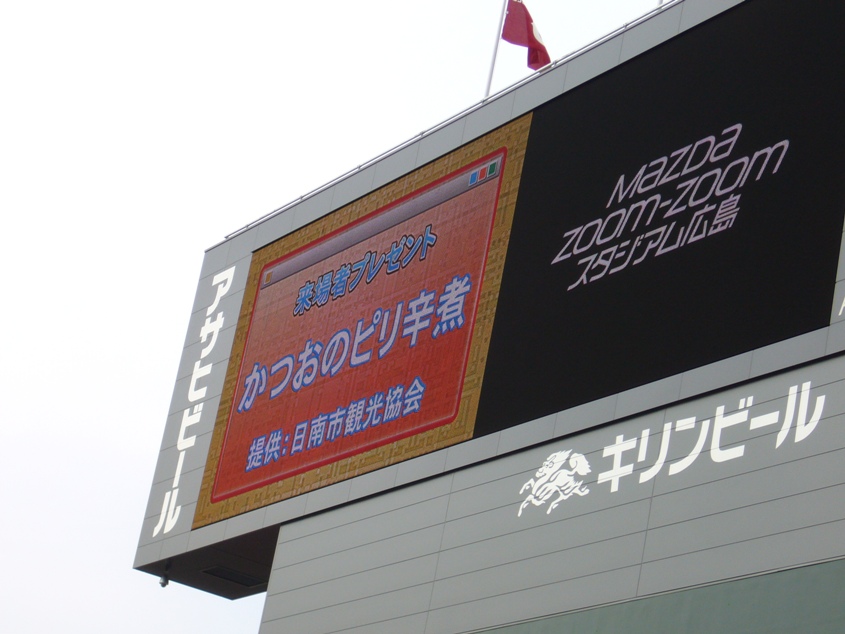 アサヒビール
来場者プレゼント
かつおのピリ辛煮
提供:日南市観光協会
mazda
zoom-zoom
スタジアム広島
キリンビール